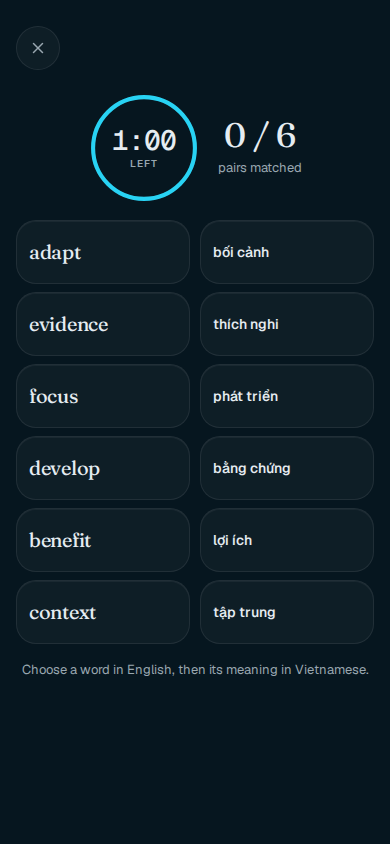 1:00
LEFT
0/6
pairs matched
adapt
bối cảnh
evidence
thích nghi
focus
phát triển
develop
bằng chứng
benefit
lợi ích
context
tập trung
Choose a word in English, then its meaning in Vietnamese.